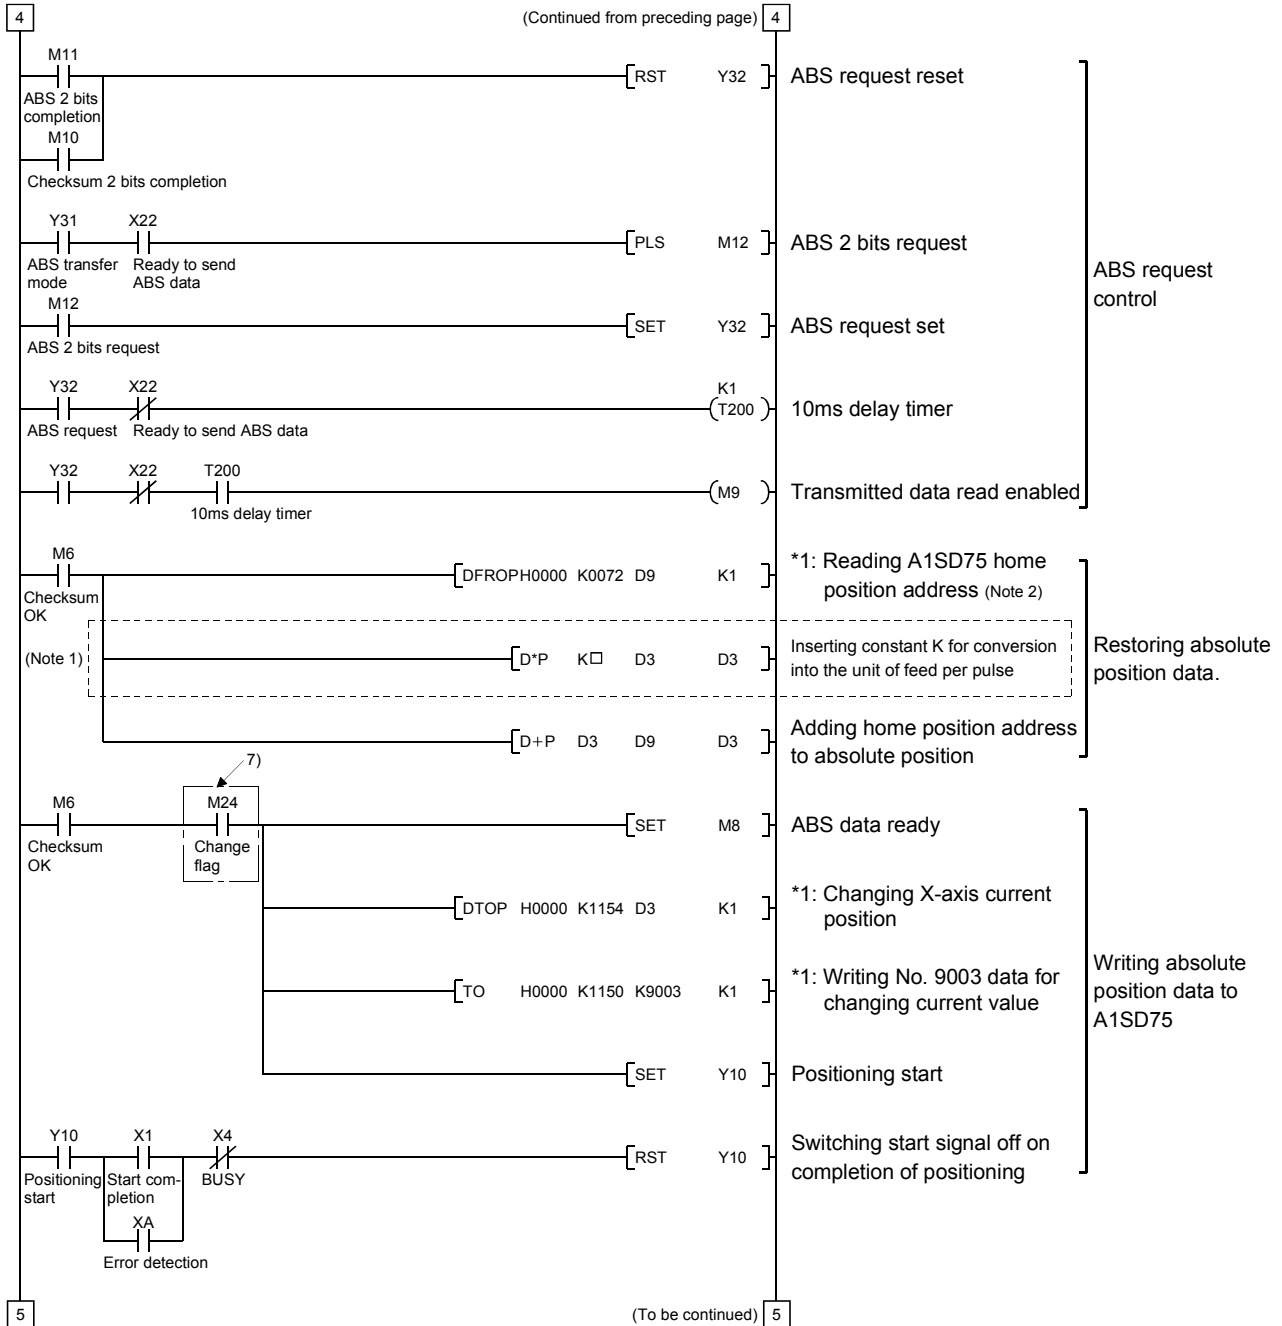 4
(Continued from preceding page) 4
M11
RST Y32 ABS request reset
ABS 2 bits
completion
M10
Checksum 2 bits completion
Y31 X22
PLS M12 ABS 2 bits request
ABS transfer
mode
Ready to send
ABS data
ABS request
control
M12
SET Y32 ABS request set
ABS 2 bits request
Y32 X22
K1
T200 10ms delay timer
ABS request Ready to send ABS data
Y32 X22 T200
M9 Transmitted data read enabled
10ms delay timer
M6
DFROPH0000 K0072 D9 K1
*1: Reading A1SD75 home
position address (Note 2)
Checksum
OK
(Note 1)
D*P K□ D3 D3
Inserting constant K for conversion
into the unit of feed per pulse
Restoring absolute
position data.
D+P D3 D9 D3
Adding home position address
to absolute position
7)
M6 M24
SET M8 ABS data ready
Checksum
OK
Change
flag
DTOP H0000 K1154 D3 K1
*1: Changing X-axis current
position
TO H0000 K1150 K9003 K1
*1: Writing No. 9003 data for
changing current value
Writing absolute
position data to
A1SD75
SET Y10 Positioning start
Y10 X1 X4
RST Y10
Switching start signal off on
completion of positioning
Positioning
start
Start com-
pletion
BUSY
XA
Error detection
5
(To be continued) 5